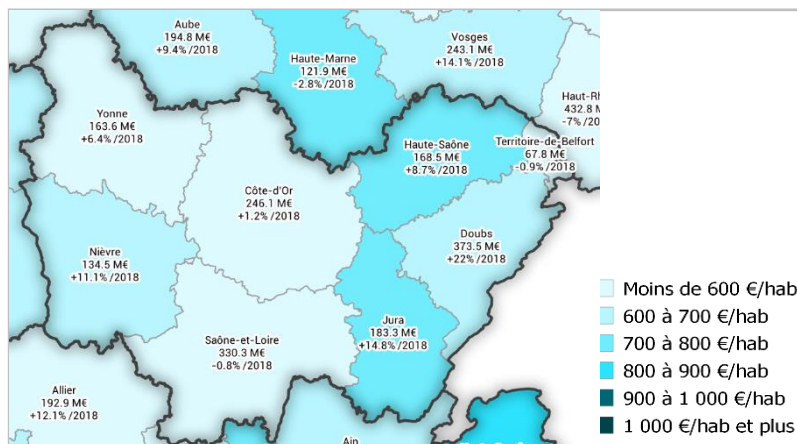 Aube
194.8 M€
+9.4% /2018
Haute-Marne
121.9 M€
-2.8% /2018
Vosges
243.1 M€
+14.1% /2018
Haut-Rh
432.8 M
-7% /20
Yonne
163.6 M€
+6.4% /2018
Haute-Saône
168.5 M€
+8.7% /2018
Territoire-de-Belfort
67.8 M€
-0.9% /2018
Côte-d'Or
246.1 M€
+1.2% /2018
Doubs
373.5 M€
+22% /2018
Nièvre
134.5 M€
+11.1% /2018
Jura
183.3 M€
+14.8% /2018
Saône-et-Loire
330.3 M€
-0.8% /2018
Allier
192.9 M€
+12.1% /2018
Ain
Moins de 600 €/hab
600 à 700 €/hab
700 à 800 €/hab
800 à 900 €/hab
900 à 1 000 €/hab
1 000 €/hab et plus